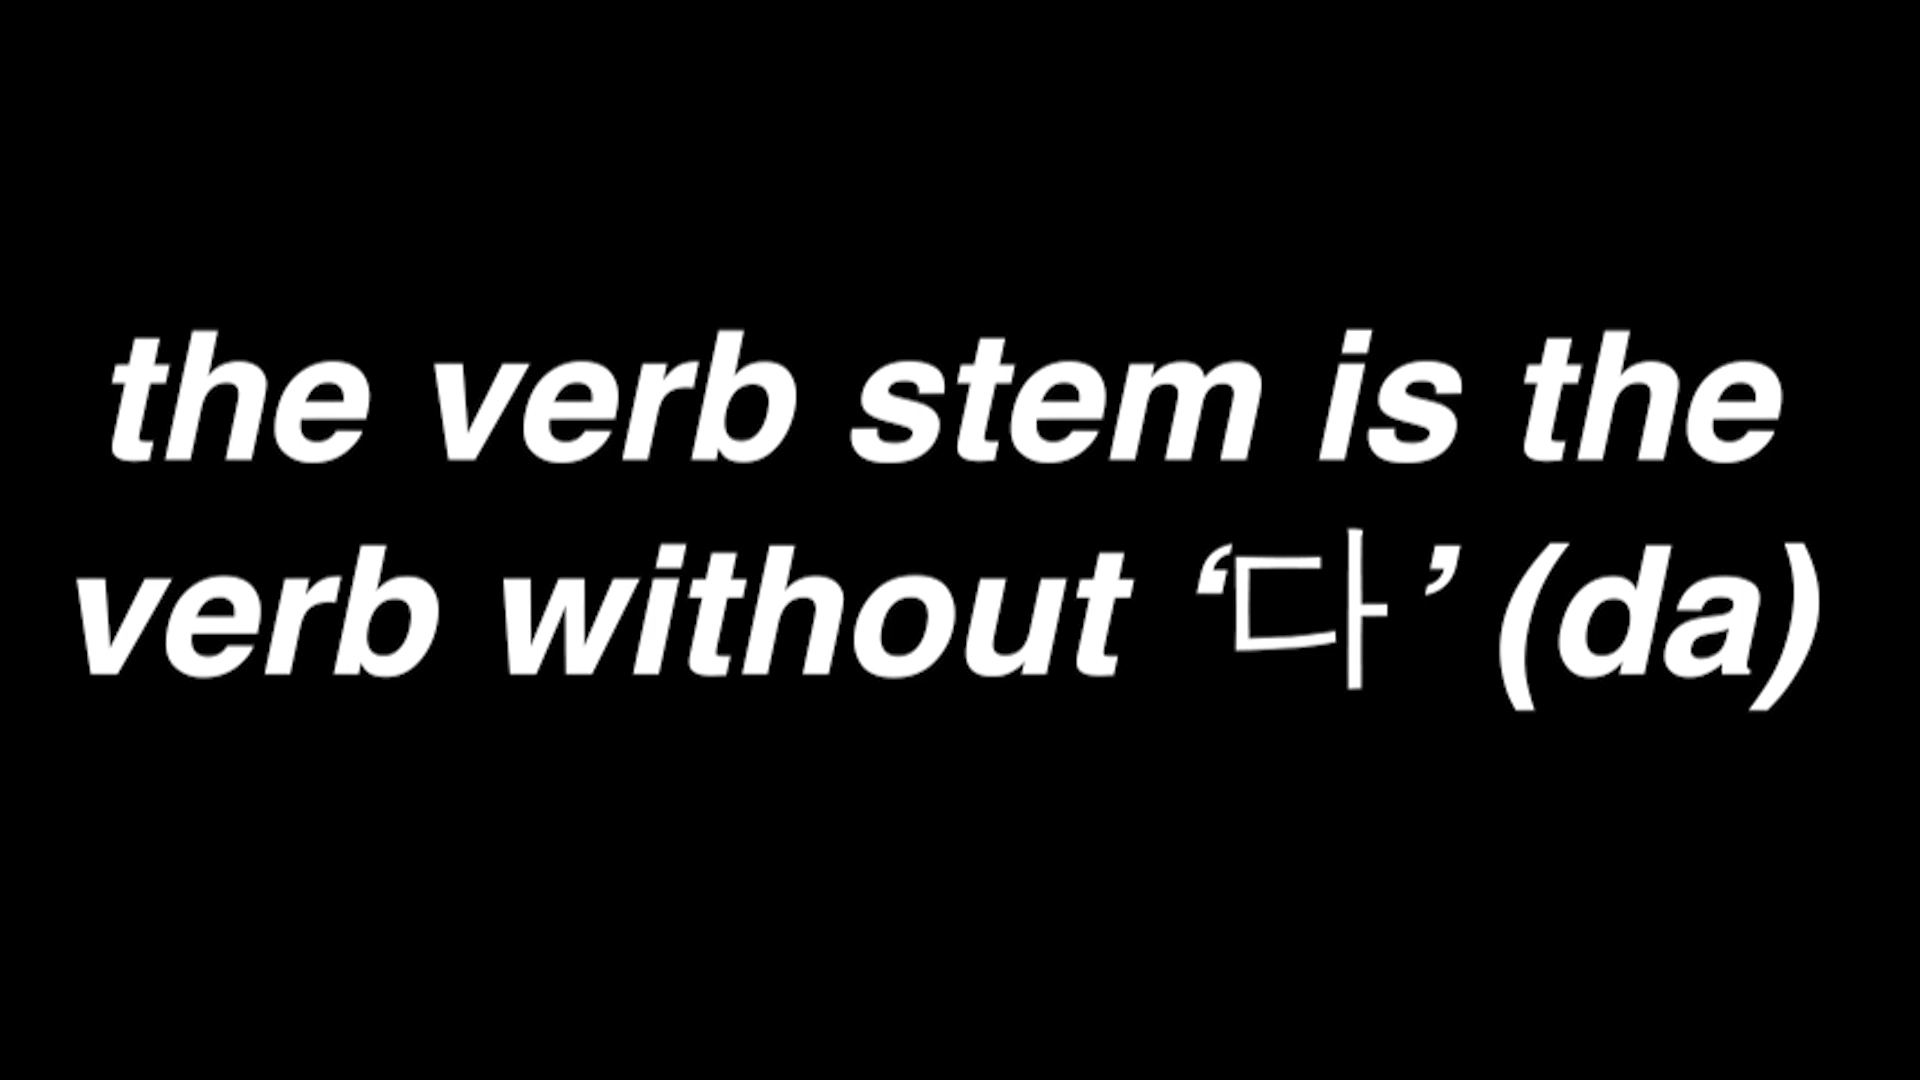 the verb stem is the
verb without ‘다’ (da)